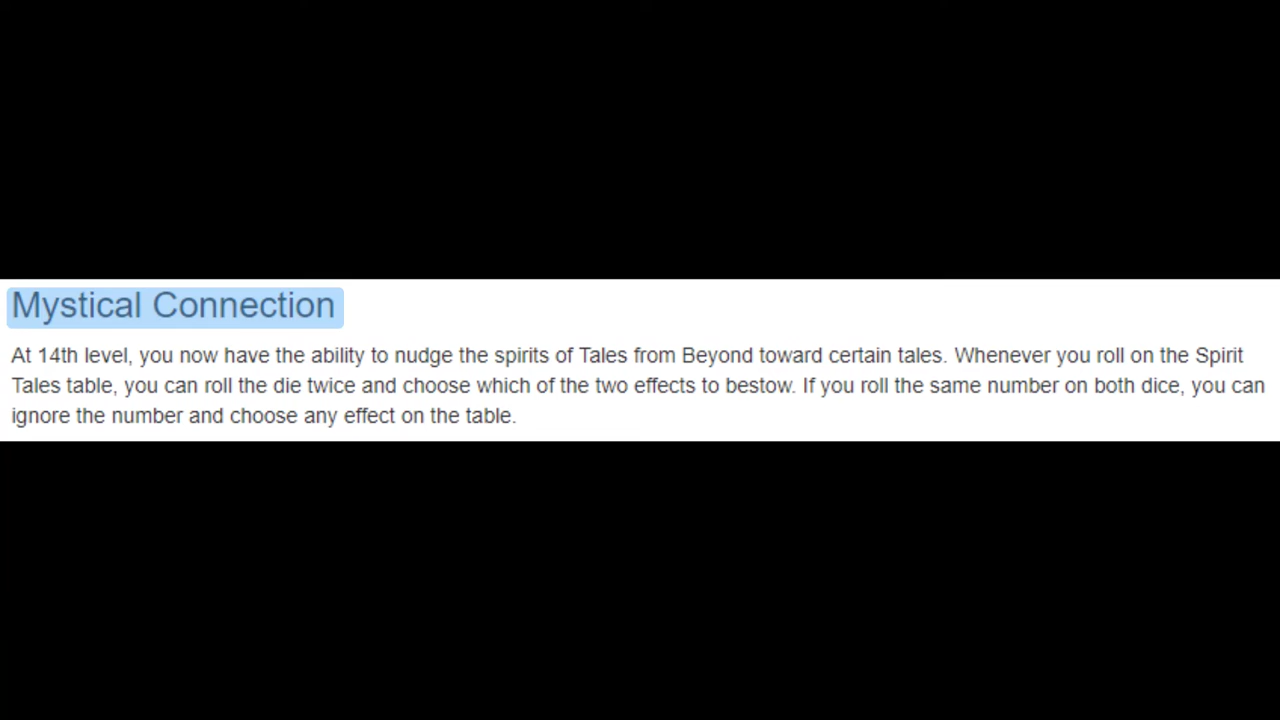 Mystical Connection
At 14th level, you now have the ability to nudge the spirits of Tales from Beyond toward certain tales. Whenever you roll on the Spirit
Tales table, you can roll the die twice and choose which of the two effects to bestow. If you roll the same number on both dice, you can
ignore the number and choose any effect on the table.